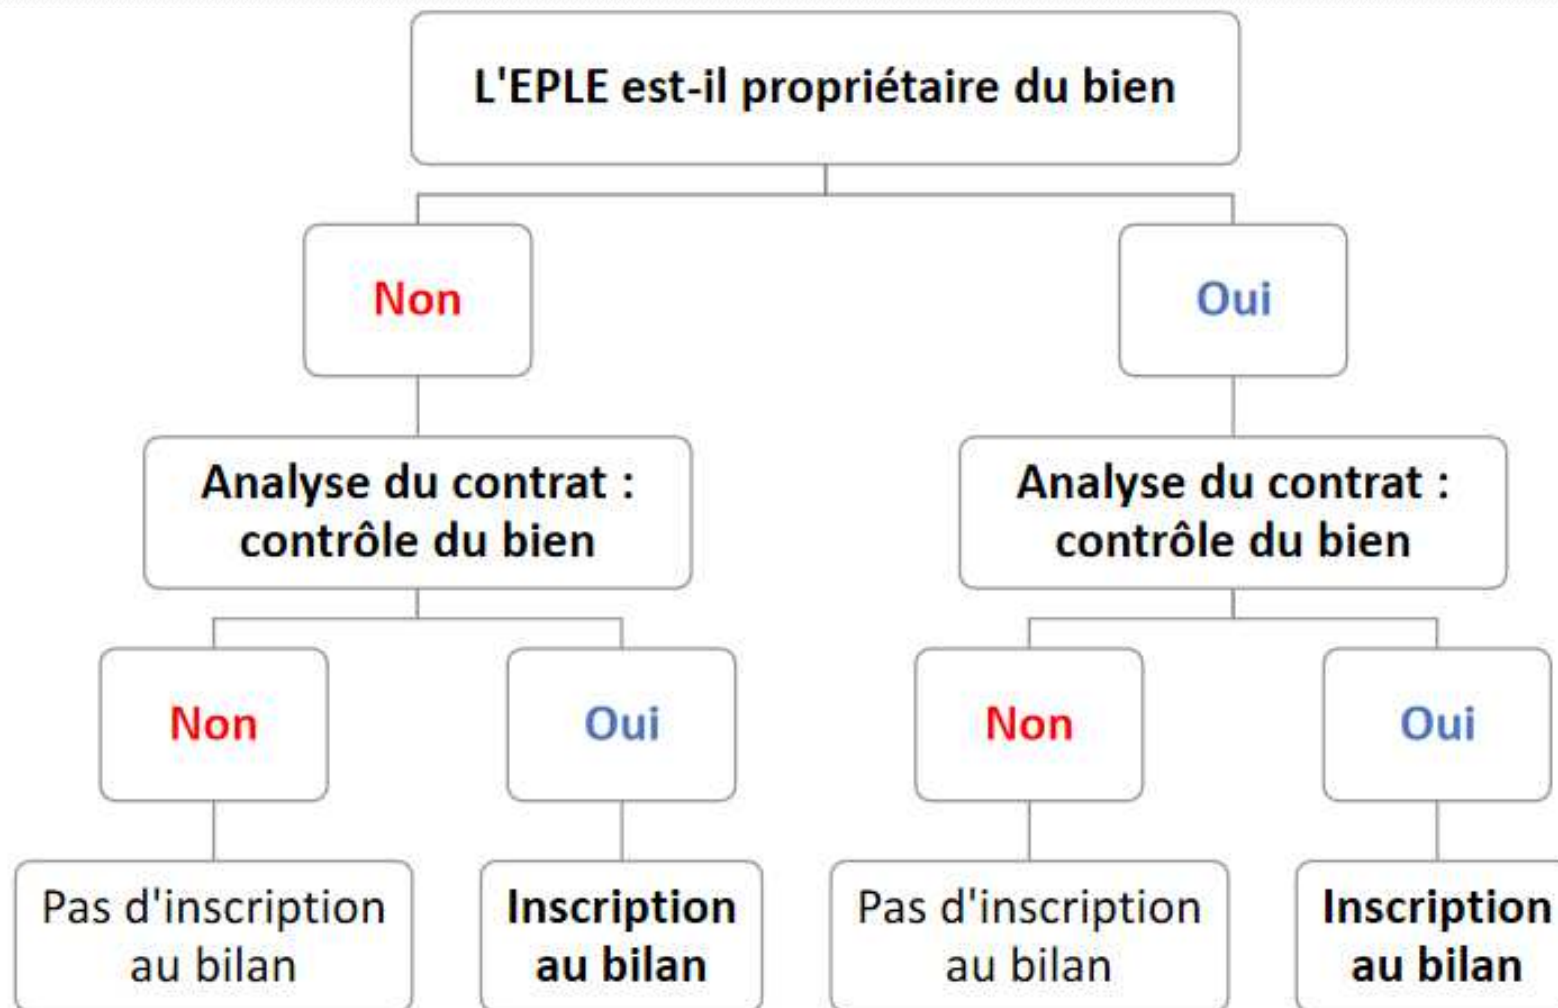 L'EPLE est-il propriétaire du bien
Non
Oui
Analyse du contrat :
contrôle du bien
Analyse du contrat :
contrôle du bien
Non
Oui
Non
Oui
Pas d'inscription
au bilan
Inscription
au bilan
Pas d'inscription
au bilan
Inscription
au bilan